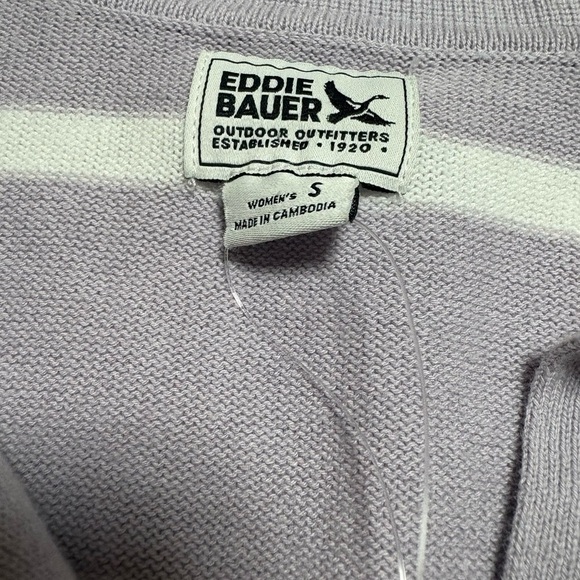 EDDIE
BAUER
OUTDOOR OUTFITTERS
ESTABLISHED • 1920 •
WOMEN'S S
MADE IN CAMBODIA